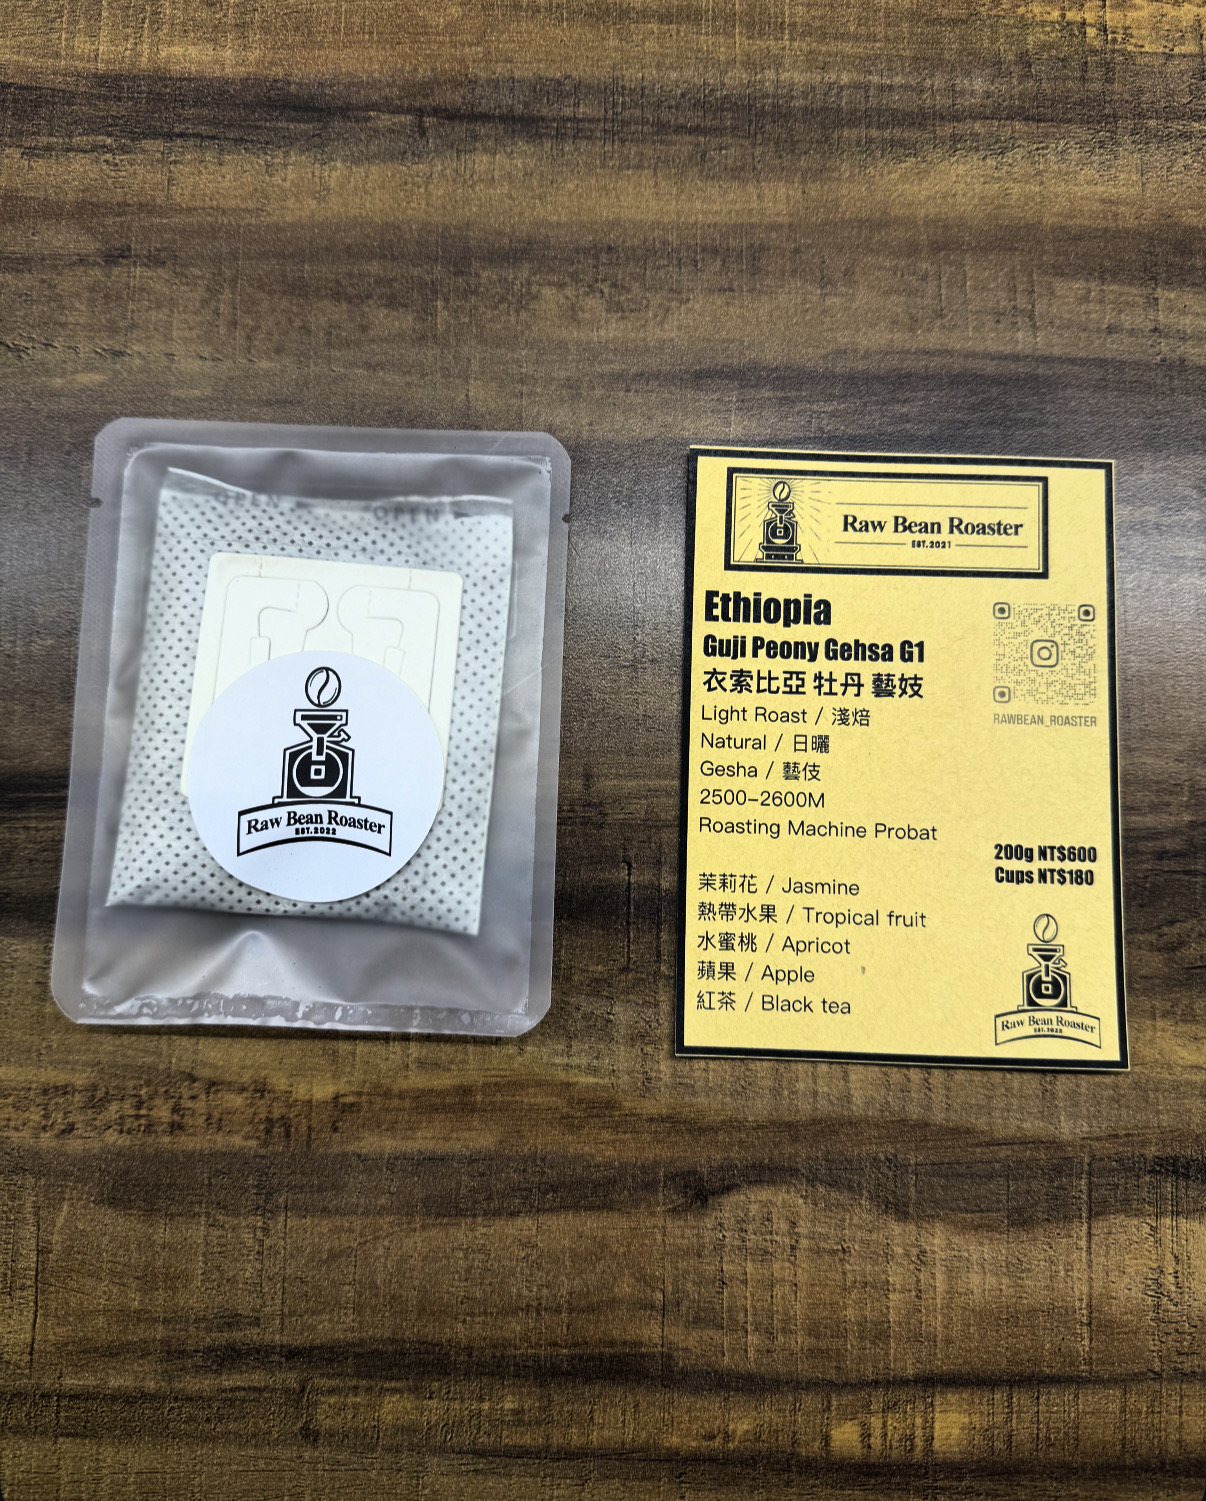 OPEN
OPEN
Raw Bean Roaster
EST.2022
Raw Bean Roaster
EST.2021
Ethiopia
Guji Peony Gehsa G1
衣索比亞 牡丹 藝妓
Light Roast / 淺焙
Natural / 日曬
Gesha / 藝伎
2500-2600M
Roasting Machine Probat
RAWBEAN_ROASTER
200g NT$600
Cups NT$180
茉莉花 / Jasmine
熱帶水果 / Tropical fruit
水蜜桃 / Apricot
蘋果 / Apple
紅茶 / Black tea
Raw Bean Roaster
EST.2022